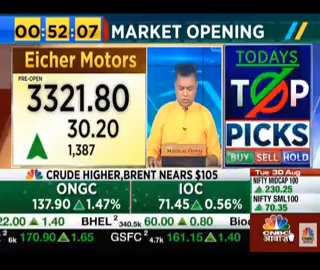 00:52:07 MARKET OPENING
Eicher Motors
PRE-OPEN
3321.80
30.20
1,387
TODAYS
TOP
PICKS
BUY SELL HOLD
CRUDE HIGHER,BRENT NEARS $105
ONGC IOC
137.90 1.47% 71.45 0.56%
Tue 30 Aug
NIFTY MIDCAP 100
230.25
NIFTY SML100
70.35
22.00 1.40 BHEL 340.5k 60.00 0.80 Bioc
6k 170.90 1.65 GSFC 4.7k 161.15 1.40
CNBC
आवाज़